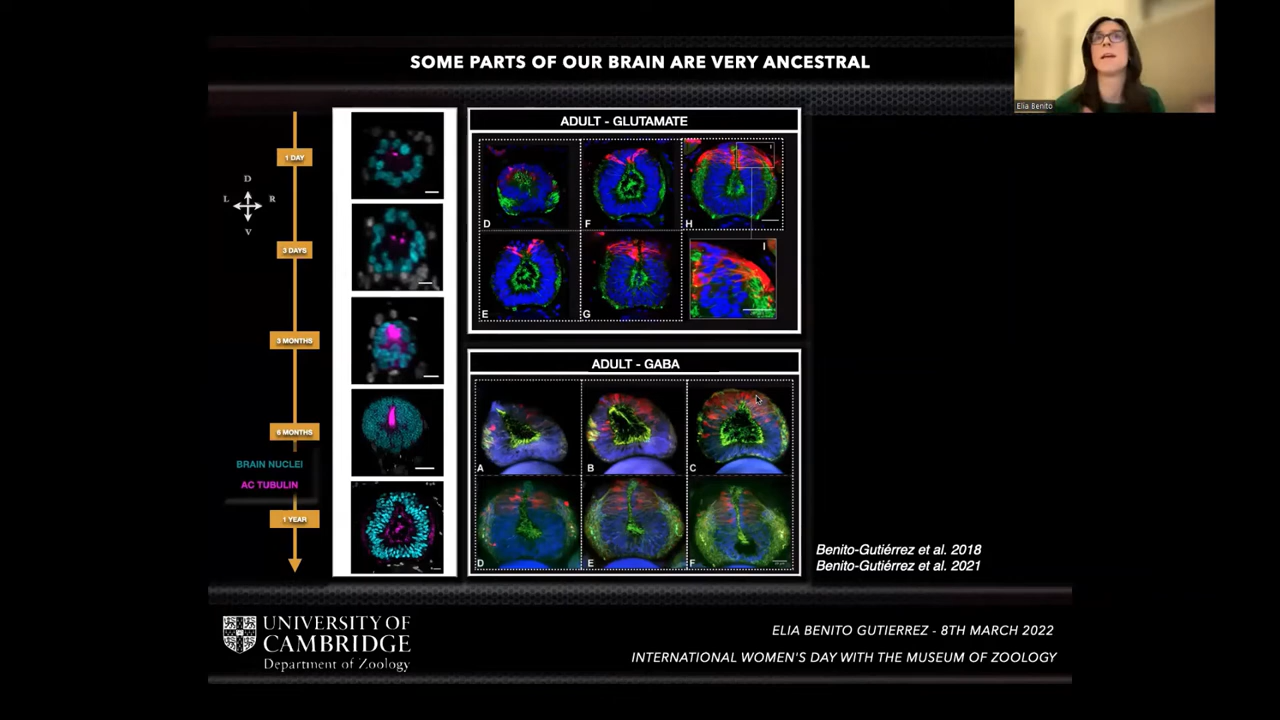 SOME PARTS OF OUR BRAIN ARE VERY ANCESTRAL
Elia Benito
1 DAY
3 DAYS
3 MONTHS
6 MONTHS
1 YEAR
D
L R
V
BRAIN NUCLEI
AC TUBULIN
ADULT - GLUTAMATE
D
F
H
I
E
G
I
ADULT - GABA
A
B
C
D
E
F
Benito-Gutiérrez et al. 2018
Benito-Gutiérrez et al. 2021
UNIVERSITY OF
CAMBRIDGE
Department of Zoology
ELIA BENITO GUTIERREZ - 8TH MARCH 2022
INTERNATIONAL WOMEN'S DAY WITH THE MUSEUM OF ZOOLOGY